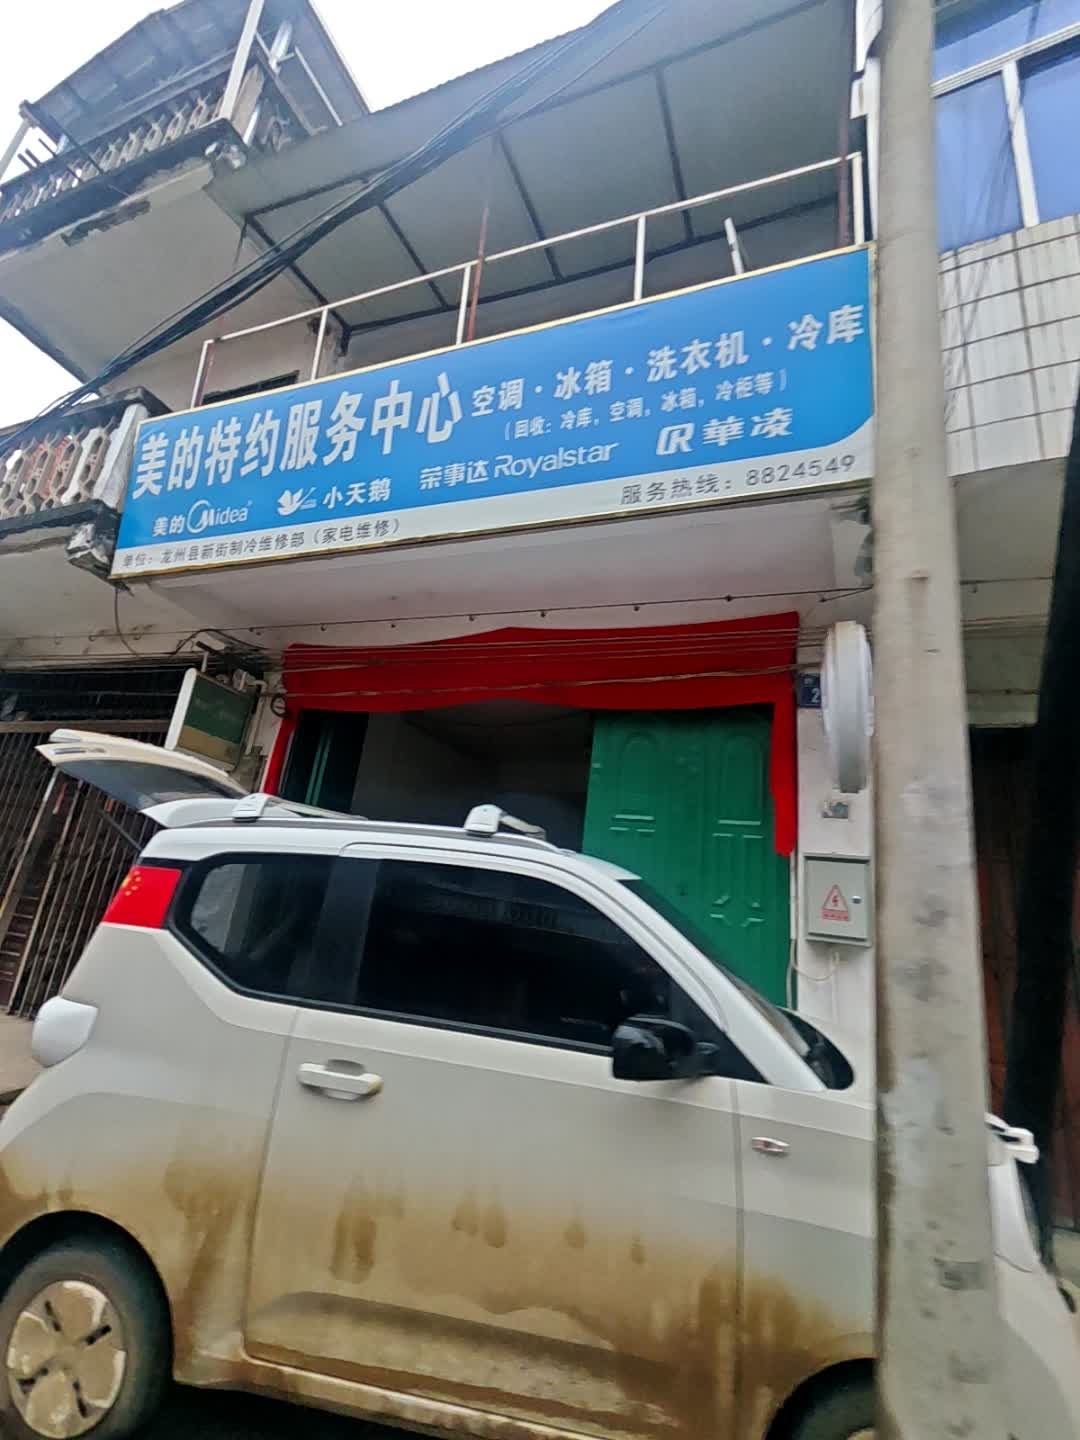 美的特约服务中心
空调·冰箱·洗衣机·冷库
(回收：冷库，空调，冰箱，冷柜等)
美的 Midea 小天鹅 荣事达 Royalstar 華凌
单位：龙州县新街制冷维修部（家电维修） 服务热线：8824549
2